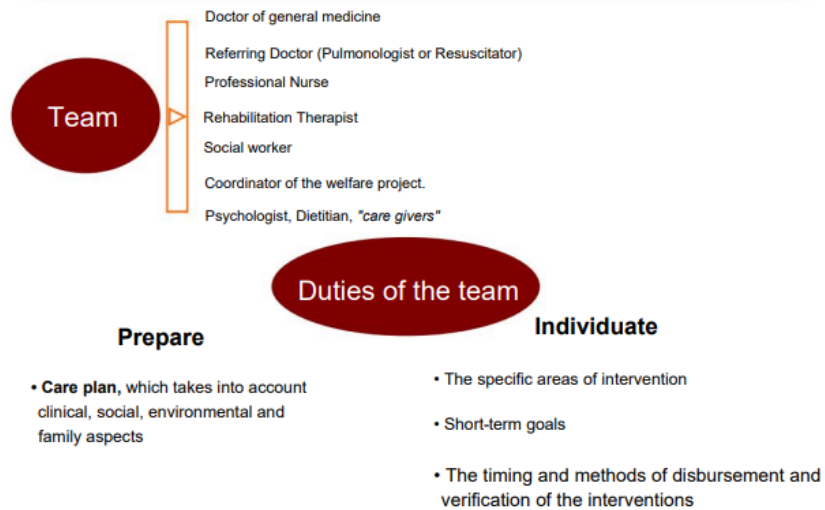 Doctor of general medicine
Referring Doctor (Pulmonologist or Resuscitator)
Professional Nurse
Team
Rehabilitation Therapist
Social worker
Coordinator of the welfare project.
Psychologist, Dietitian, "care givers"
Duties of the team
Prepare
• Care plan, which takes into account
clinical, social, environmental and
family aspects
Individuate
• The specific areas of intervention
• Short-term goals
• The timing and methods of disbursement and
verification of the interventions